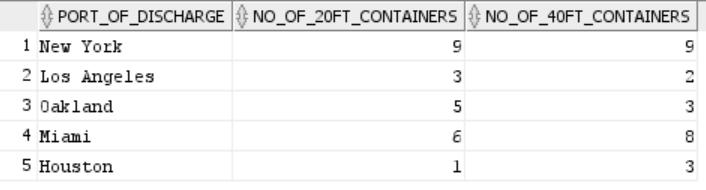 PORT_OF_DISCHARGE NO_OF_20FT_CONTAINERS NO_OF_40FT_CONTAINERS
1 New York 9 9
2 Los Angeles 3 2
3 Oakland 5 3
4 Miami 6 8
5 Houston 1 3